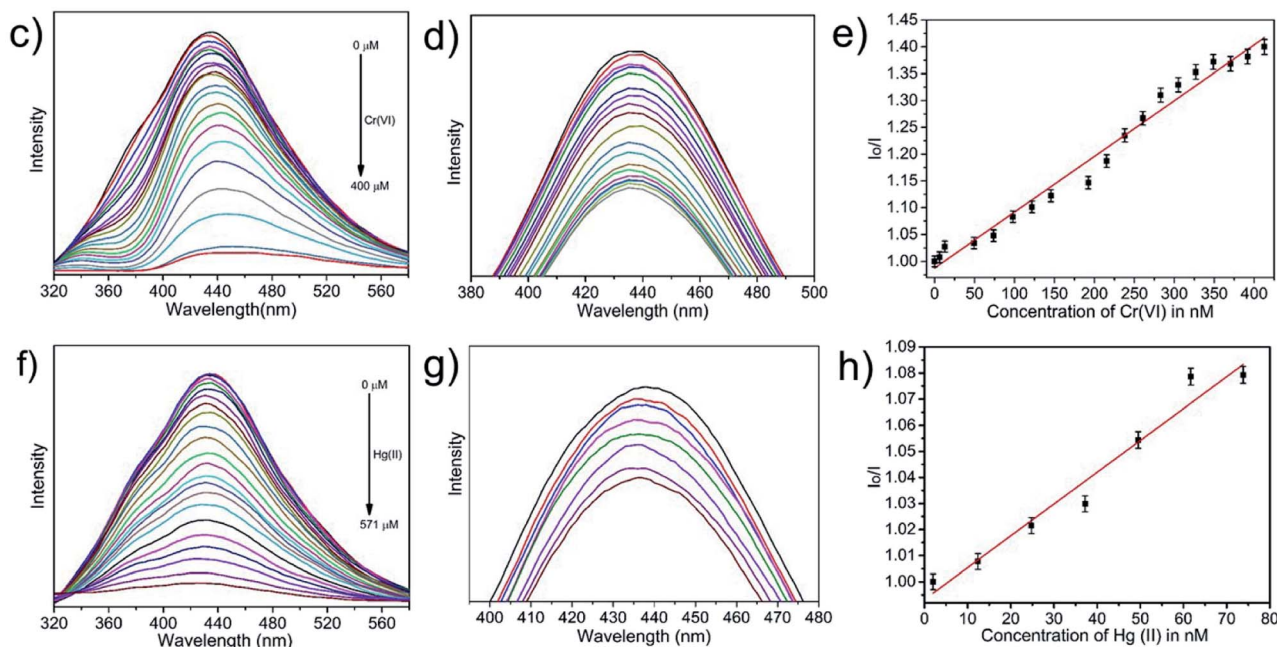 c)
Intensity
0 μM
Cr(VI)
400 μM
320 360 400 440 480 520 560
Wavelength(nm)
d)
Intensity
380 400 420 440 460 480 500
Wavelength (nm)
e)
I₀/I
1.45
1.40
1.35
1.30
1.25
1.20
1.15
1.10
1.05
1.00
0 50 100 150 200 250 300 350 400
Concentration of Cr(VI) in nM
f)
Intensity
0 μM
Hg(II)
571 μM
320 360 400 440 480 520 560
Wavelength (nm)
g)
Intensity
400 410 420 430 440 450 460 470 480
Wavelength (nm)
h)
I₀/I
1.09
1.08
1.07
1.06
1.05
1.04
1.03
1.02
1.01
1.00
0 10 20 30 40 50 60 70 80
Concentration of Hg (II) in nM